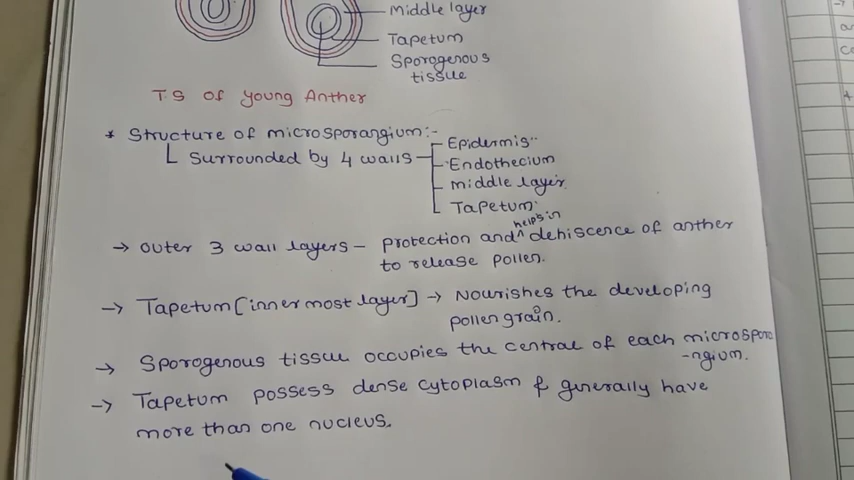 Middle layer
Tapetum
Sporogenous
tissue
T.S of Young Anther
* Structure of microsporangium:-
Surrounded by 4 walls
Epidermis
Endothecium
middle layer
Tapetum
→ outer 3 wall layers - protection and ^ helps in dehiscence of anther
to release pollen.
→ Tapetum [inner most layer] → Nourishes the developing
pollen grain.
→ Sporogenous tissue occupies the central of each microspora
-ngium.
→ Tapetum possess dense cytoplasm & generally have
more than one nucleus.